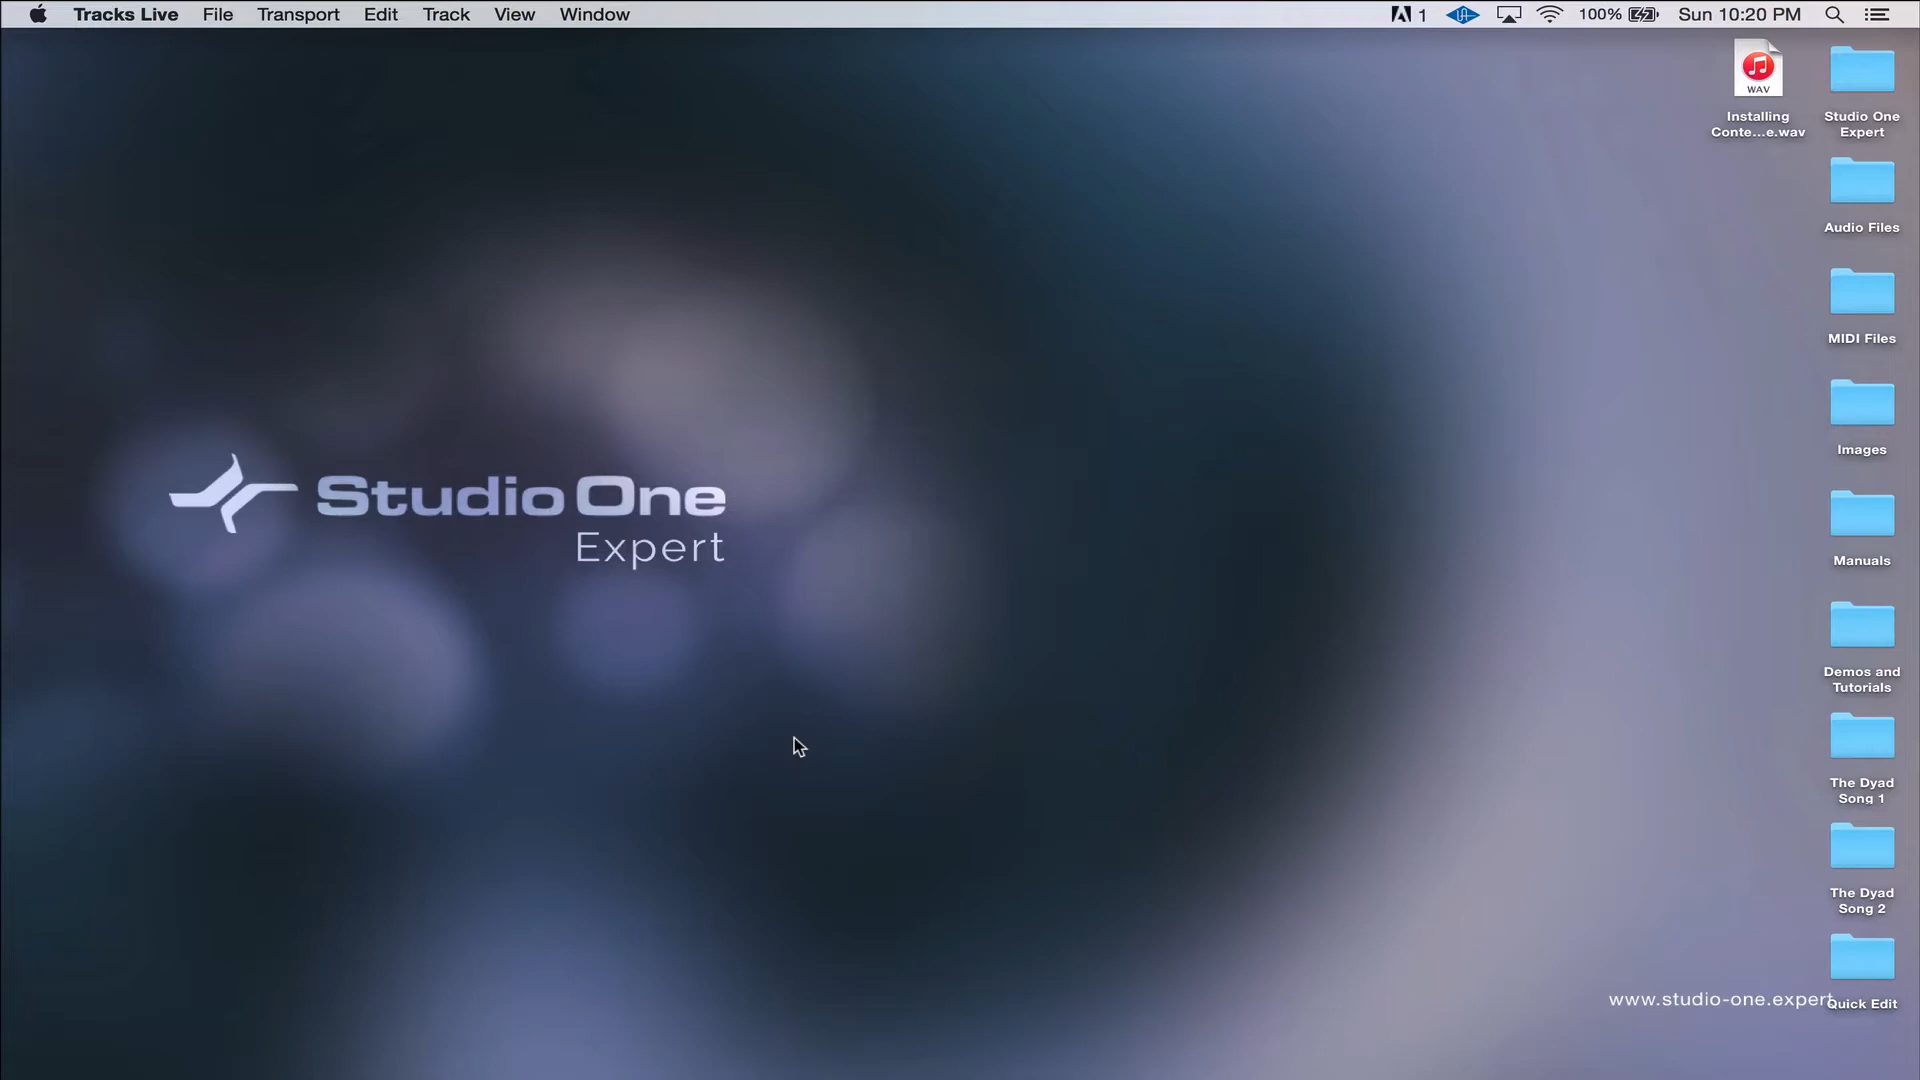 Tracks Live File Transport Edit Track View Window 1 100% Sun 10:20 PM
WAV
Installing
Conte...e.wav
Studio One
Expert
Audio Files
MIDI Files
Images
Studio One
Expert
Manuals
Demos and
Tutorials
The Dyad
Song 1
The Dyad
Song 2
www.studio-one.expert
Quick Edit